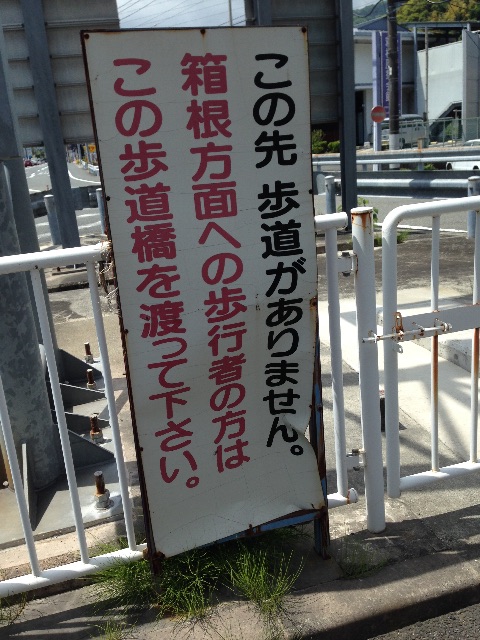 この先 歩道がありません。
箱根方面への歩行者の方は
この歩道橋を渡って下さい。